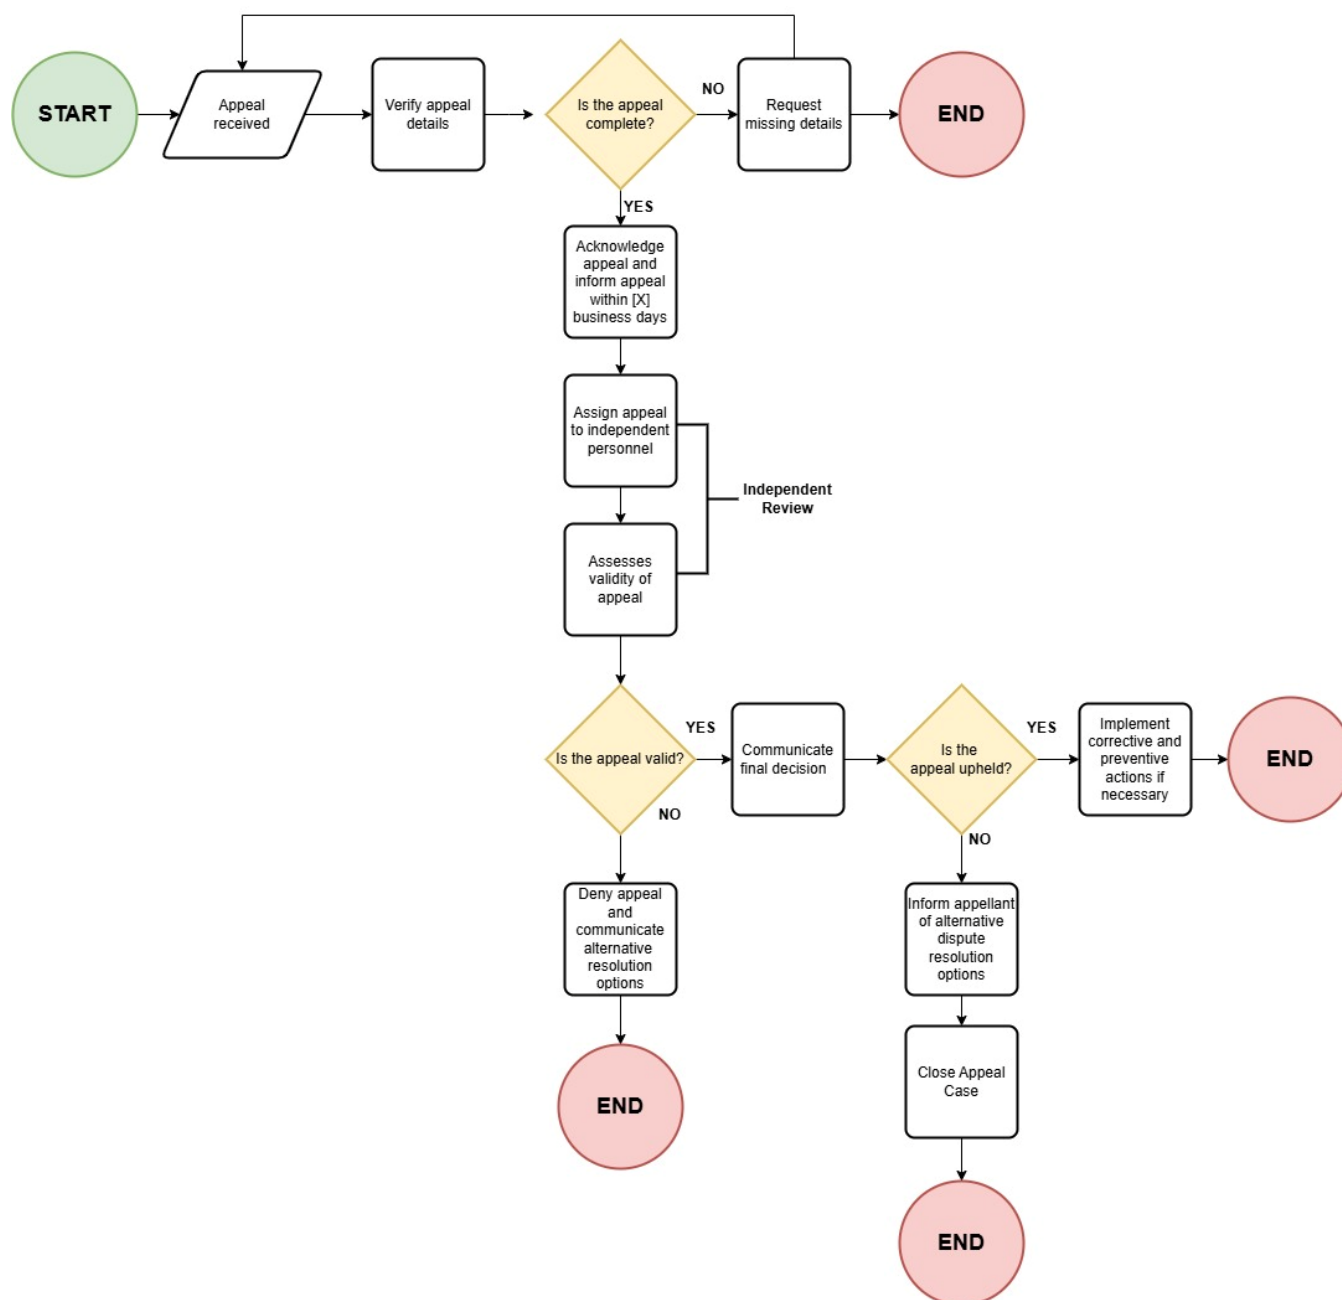 START
Appeal
received
Verify appeal
details
Is the appeal
complete?
NO
Request
missing details
END
YES
Acknowledge
appeal and
inform appeal
within [X]
business days
Assign appeal
to independent
personnel
Independent
Review
Assesses
validity of
appeal
Is the appeal valid?
YES
Communicate
final decision
Is the
appeal upheld?
YES
Implement
corrective and
preventive
actions if
necessary
END
NO
Deny appeal
and
communicate
alternative
resolution
options
END
NO
Inform appellant
of alternative
dispute
resolution
options
Close Appeal
Case
END